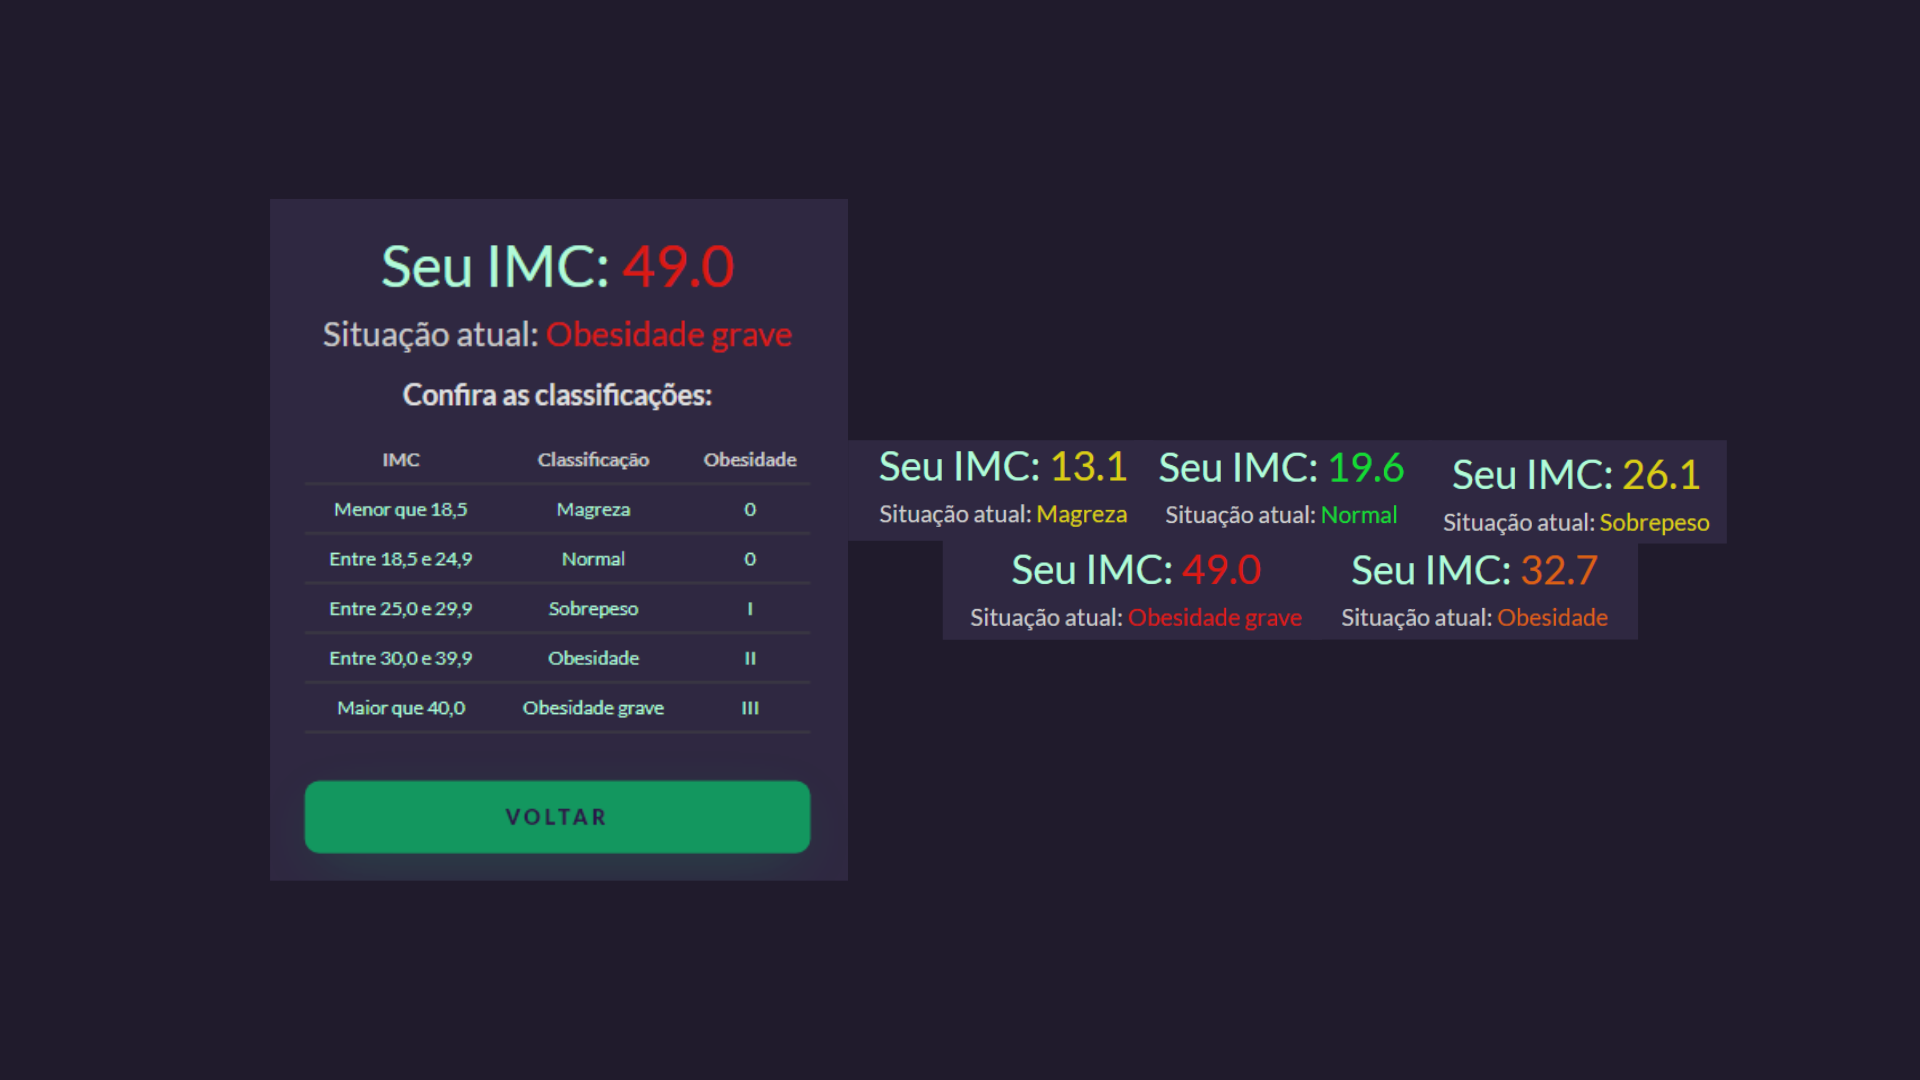 Seu IMC: 49.0
Situação atual: Obesidade grave
Confira as classificações:
IMC Classificação Obesidade
Menor que 18,5 Magreza 0
Entre 18,5 e 24,9 Normal 0
Entre 25,0 e 29,9 Sobrepeso I
Entre 30,0 e 39,9 Obesidade II
Maior que 40,0 Obesidade grave III
VOLTAR
Seu IMC: 13.1
Situação atual: Magreza
Seu IMC: 19.6
Situação atual: Normal
Seu IMC: 26.1
Situação atual: Sobrepeso
Seu IMC: 49.0
Situação atual: Obesidade grave
Seu IMC: 32.7
Situação atual: Obesidade